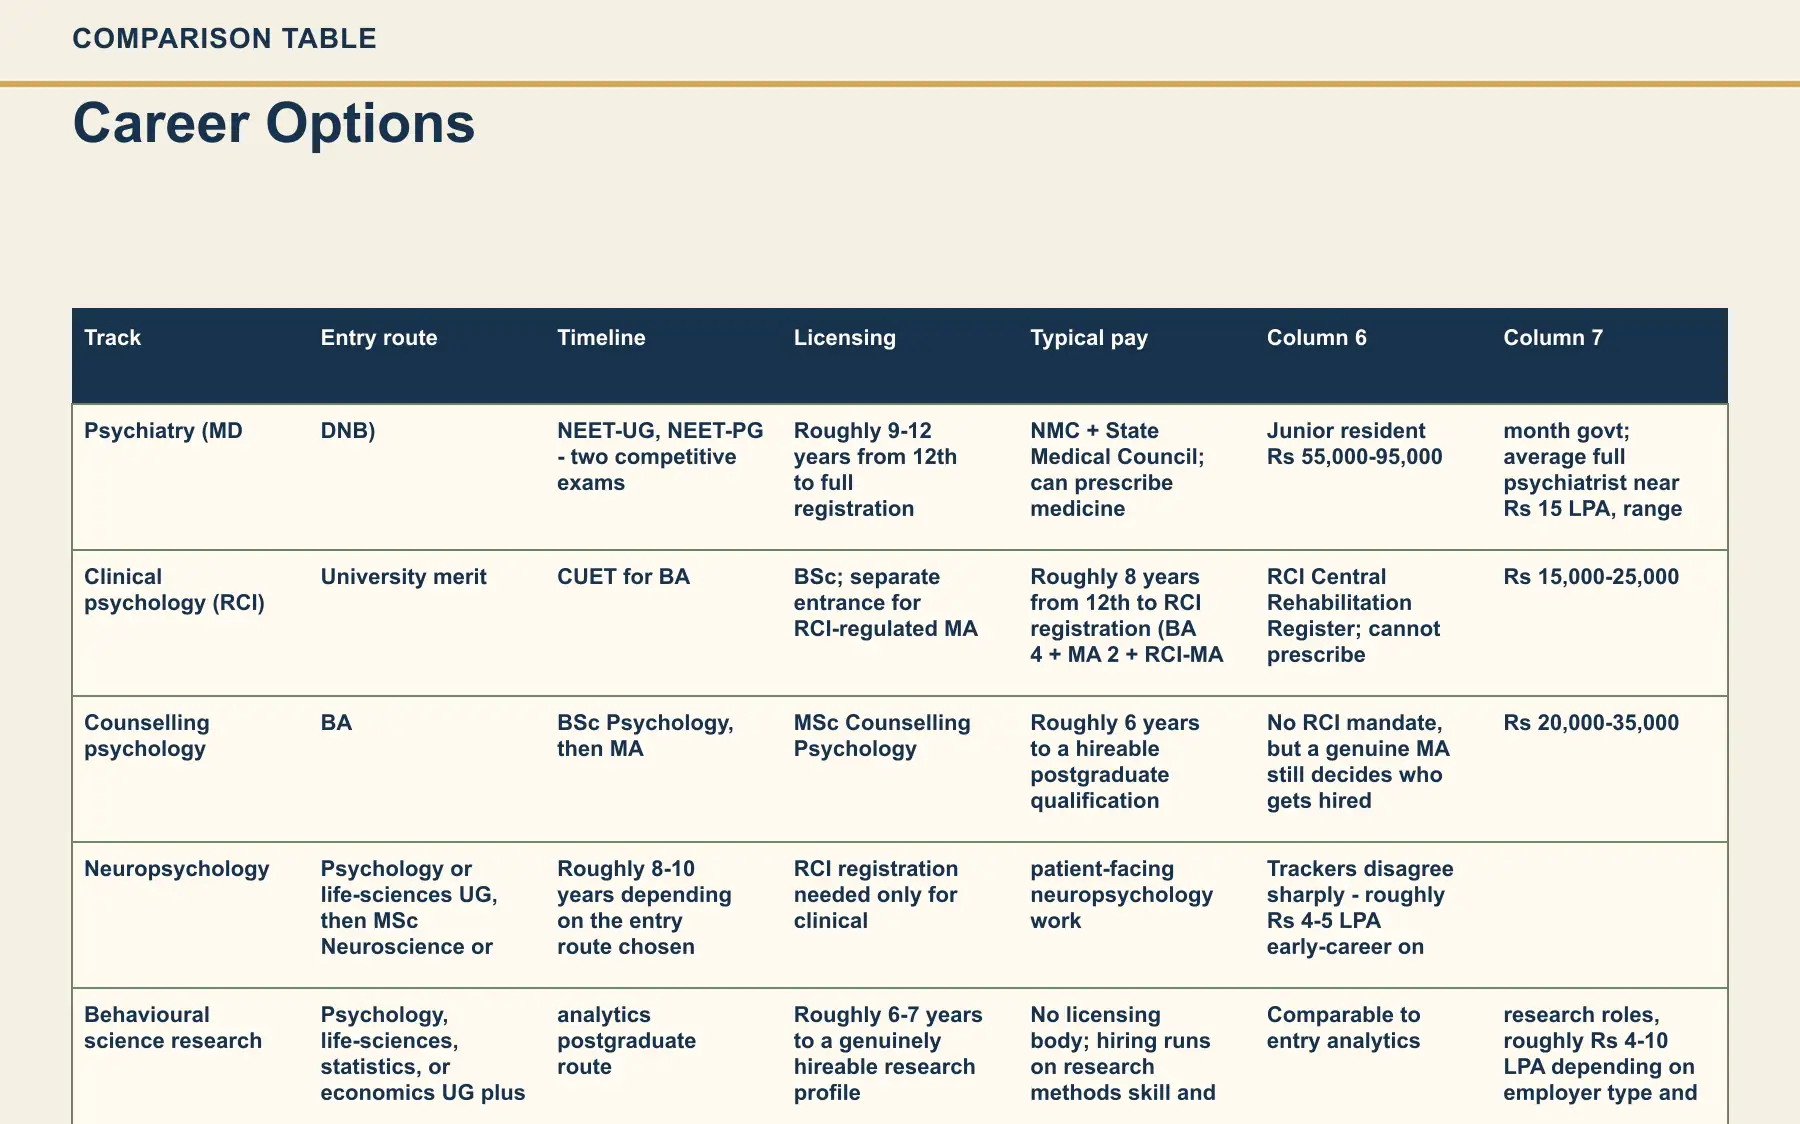 COMPARISON TABLE
Career Options
Track Entry route Timeline Licensing Typical pay Column 6 Column 7
Psychiatry (MD
DNB)
NEET-UG, NEET-PG
- two competitive
exams
Roughly 9-12
years from 12th
to full
registration
NMC + State
Medical Council;
can prescribe
medicine
Junior resident
Rs 55,000-95,000
month govt;
average full
psychiatrist near
Rs 15 LPA, range
Clinical
psychology (RCI)
University merit
CUET for BA
BSc; separate
entrance for
RCI-regulated MA
Roughly 8 years
from 12th to RCI
registration (BA
4 + MA 2 + RCI-MA
RCI Central
Rehabilitation
Register; cannot
prescribe
Rs 15,000-25,000
Counselling
psychology
BA
BSc Psychology,
then MA
MSc Counselling
Psychology
Roughly 6 years
to a hireable
postgraduate
qualification
No RCI mandate,
but a genuine MA
still decides who
gets hired
Rs 20,000-35,000
Neuropsychology
Psychology or
life-sciences UG,
then MSc
Neuroscience or
Roughly 8-10
years depending
on the entry
route chosen
RCI registration
needed only for
clinical
patient-facing
neuropsychology
work
Trackers disagree
sharply - roughly
Rs 4-5 LPA
early-career on
Behavioural
science research
Psychology,
life-sciences,
statistics, or
economics UG plus
analytics
postgraduate
route
Roughly 6-7 years
to a genuinely
hireable research
profile
No licensing
body; hiring runs
on research
methods skill and
Comparable to
entry analytics
research roles,
roughly Rs 4-10
LPA depending on
employer type and